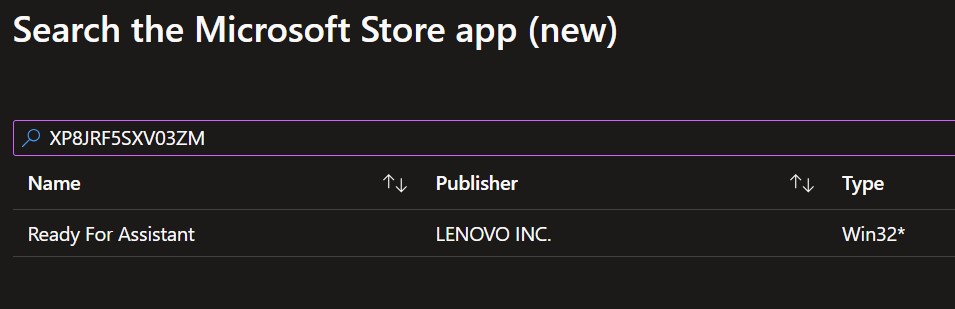 Search the Microsoft Store app (new)
XP8JRF5SXV03ZM
Name ↑↓ Publisher ↑↓ Type
Ready For Assistant LENOVO INC. Win32*